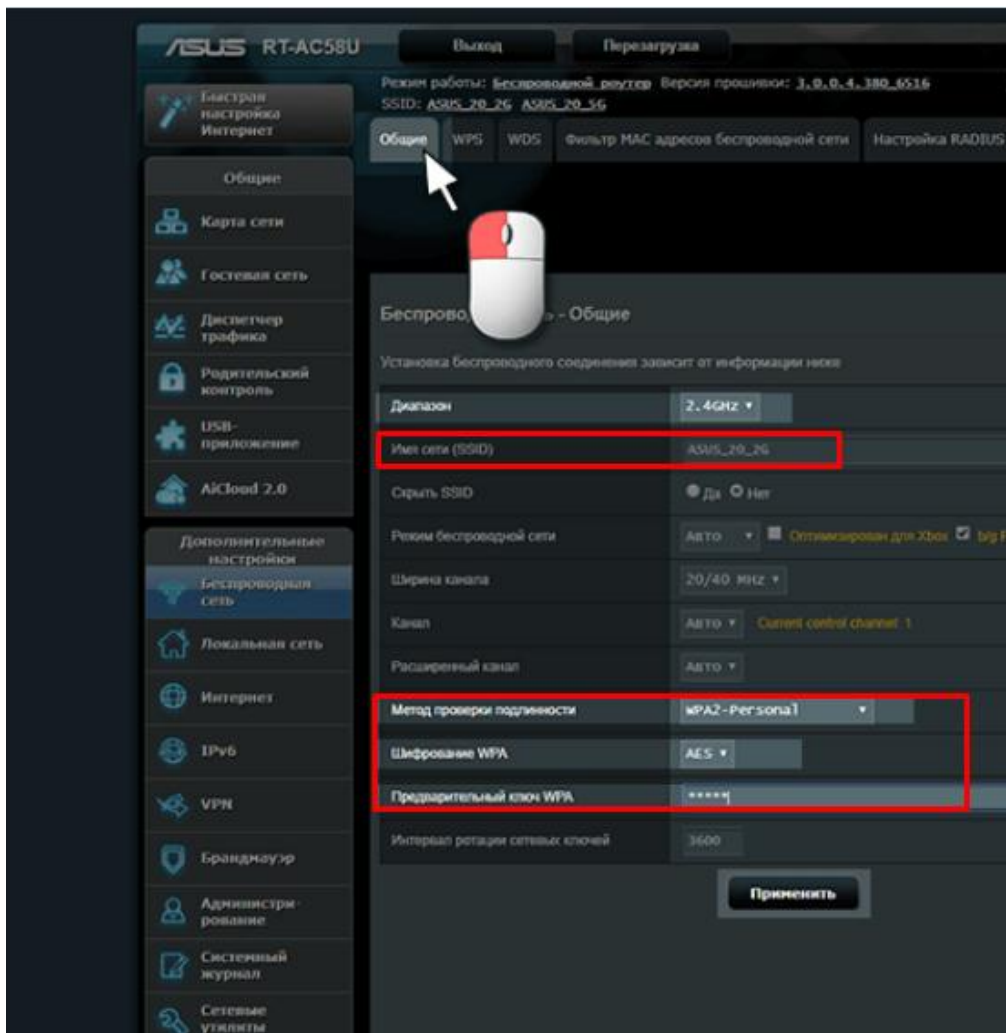 ASUS RT-AC58U Выход Перезагрузка
Режим работы: Беспроводной роутер Версия прошивки: 3.0.0.4.380_6516
SSID: ASUS_20_2G ASUS_20_5G
Быстрая
настройка
Интернет
Общие WPS WDS Фильтр MAC адресов беспроводной сети Настройка RADIUS
Общие
Карта сети
Гостевая сеть
Диспетчер
трафика
Родительский
контроль
USB-
приложение
AiCloud 2.0
Дополнительные
настройки
Беспроводная
сеть
Локальная сеть
Интернет
IPv6
VPN
Брандмауэр
Администри-
рование
Системный
журнал
Сетевые
утилиты
- Общие
Установка беспроводного соединения зависит от информации ниже
Диапазон 2.4GHz
Имя сети (SSID) ASUS_20_2G
Скрыть SSID Да Нет
Режим беспроводной сети Авто Оптимизирован для Xbox b/g
Ширина канала 20/40 MHz
Канал Авто Current control channel: 1
Расширенный канал Авто
Метод проверки подлинности WPA2-Personal
Шифрование WPA AES
Предварительный ключ WPA *****
Интервал ротации сетевых ключей 3600
Применить